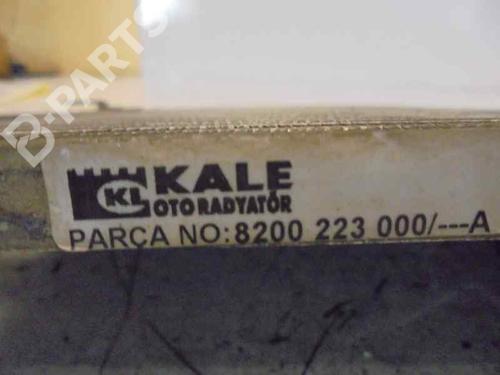 B-PARTS
KL KALE
OTO RADYATÖR
PARÇA NO: 8200 223 000/---A